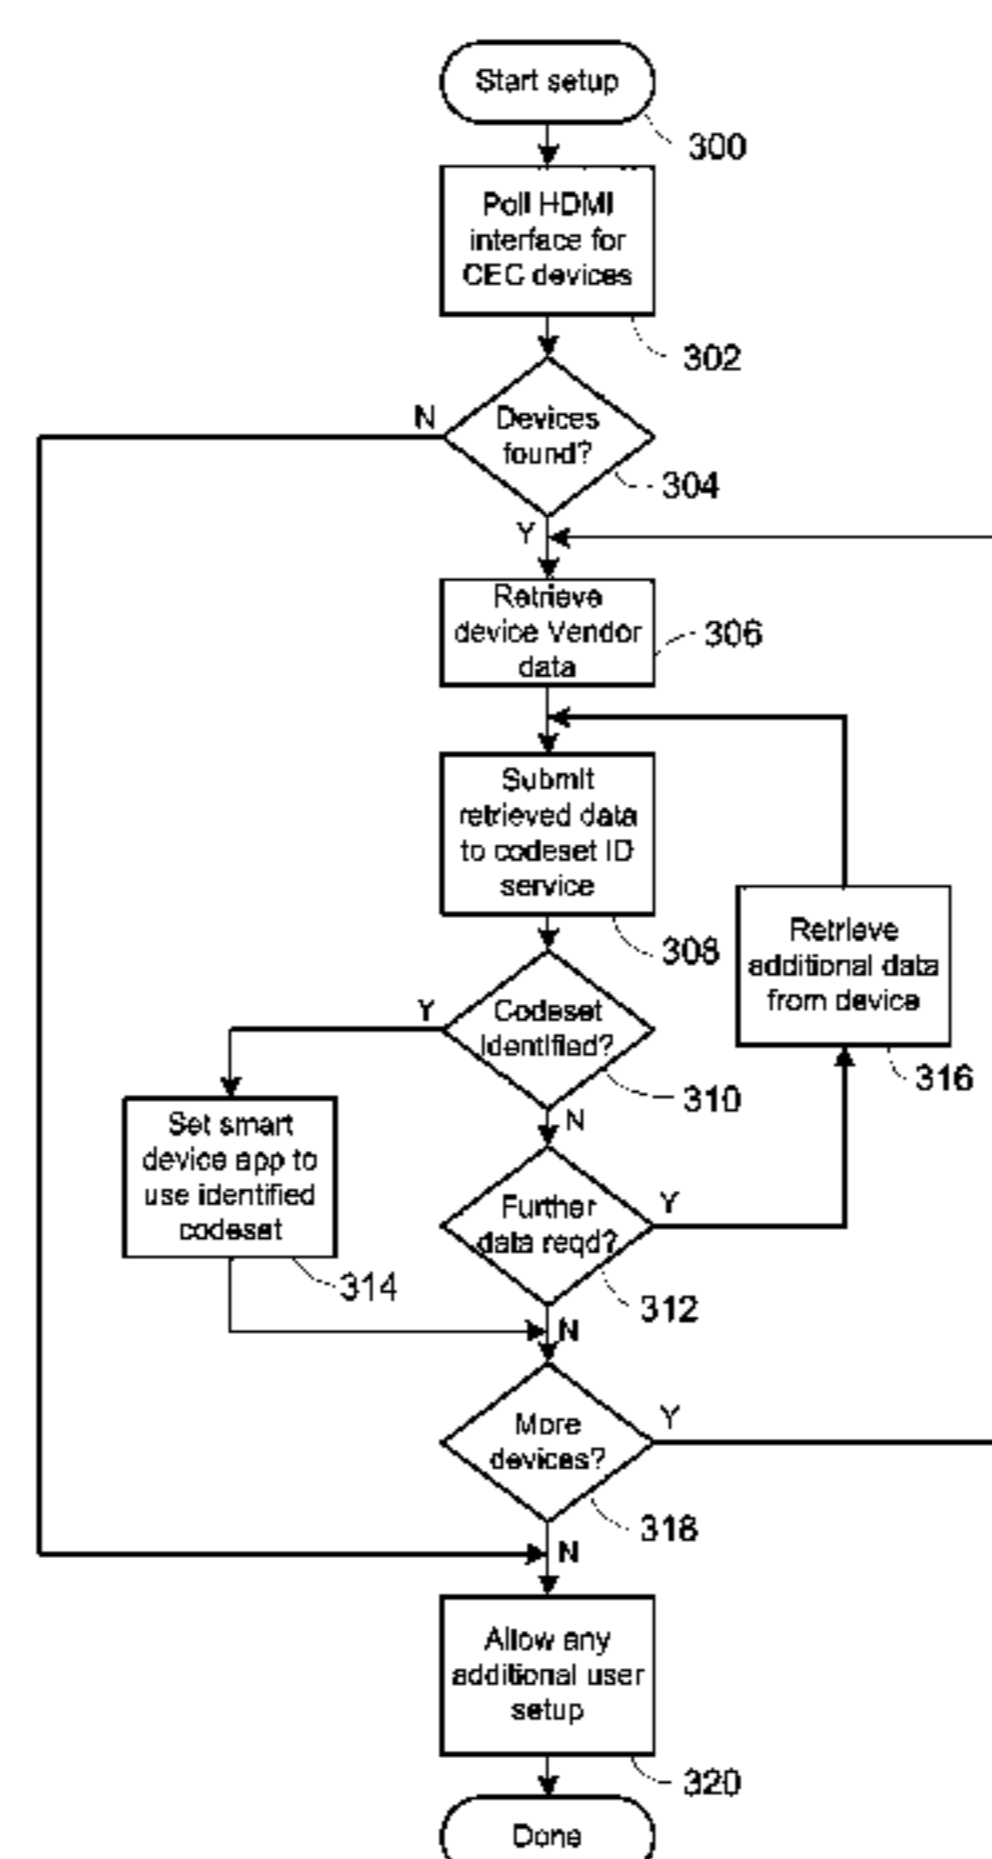 Start setup
300
Poll HDMI
interface for
CEC devices
302
N
Devices
found?
304
Y
Retrieve
device Vendor
data
306
Submit
retrieved data
to codeset ID
service
308
Retrieve
additional data
from device
316
Y
Codeset
identified?
310
N
Set smart
device app to
use identified
codeset
314
Further
data reqd?
Y
312
N
More
devices?
Y
318
N
Allow any
additional user
setup
320
Done